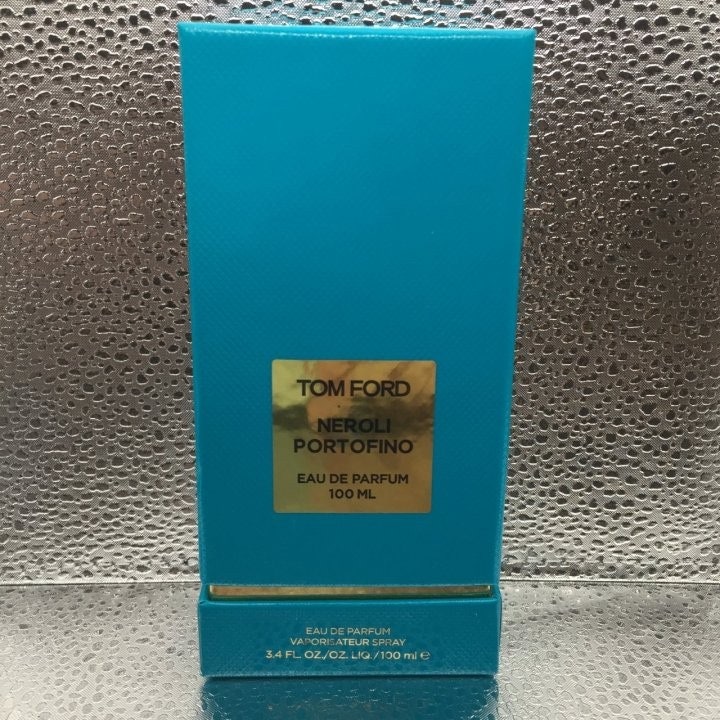 TOM FORD
NEROLI
PORTOFINO
EAU DE PARFUM
100 ML
EAU DE PARFUM
VAPORISATEUR SPRAY
3.4 FL. OZ./OZ. LIQ./100 ml ℮